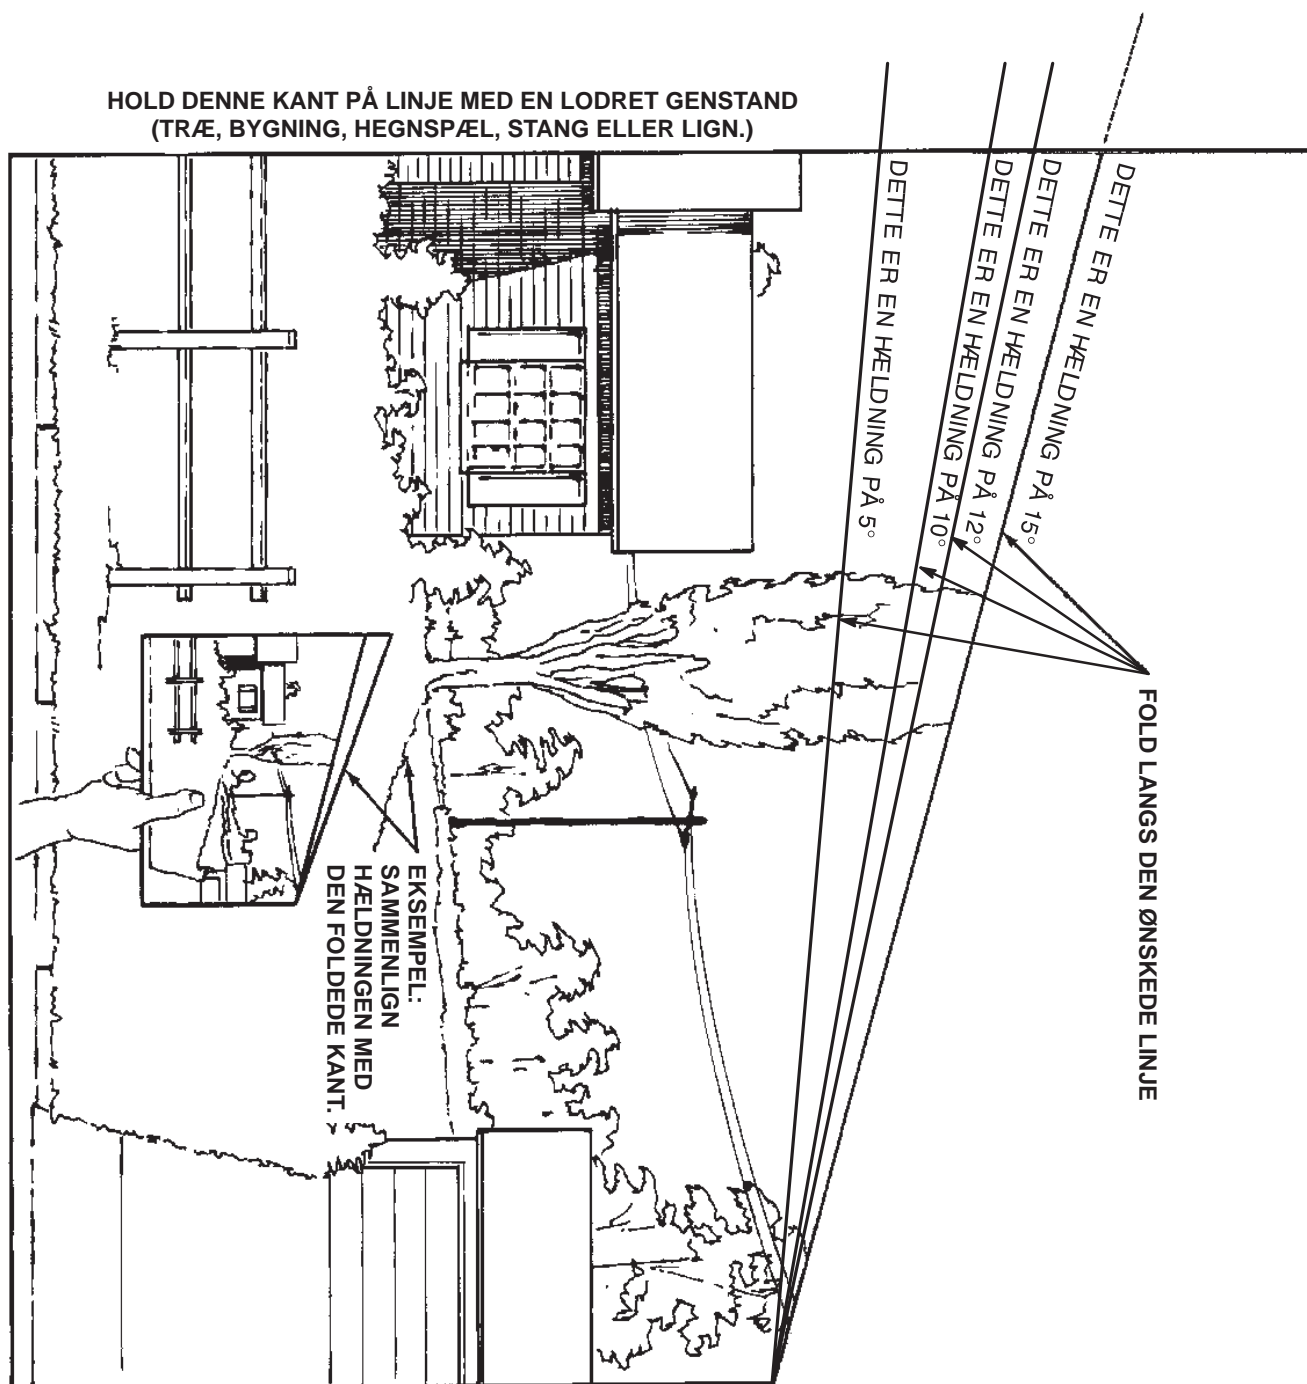 HOLD DENNE KANT PÅ LINJE MED EN LODRET GENSTAND
(TRÆ, BYGNING, HEGNSPÆL, STANG ELLER LIGN.)
DETTE ER EN HÆLDNING PÅ 15°
DETTE ER EN HÆLDNING PÅ 12°
DETTE ER EN HÆLDNING PÅ 10°
DETTE ER EN HÆLDNING PÅ 5°
FOLD LANGS DEN ØNSKEDE LINJE
EKSEMPEL:
SAMMENLIGN
HÆLDNINGEN MED
DEN FOLDEDE KANT.